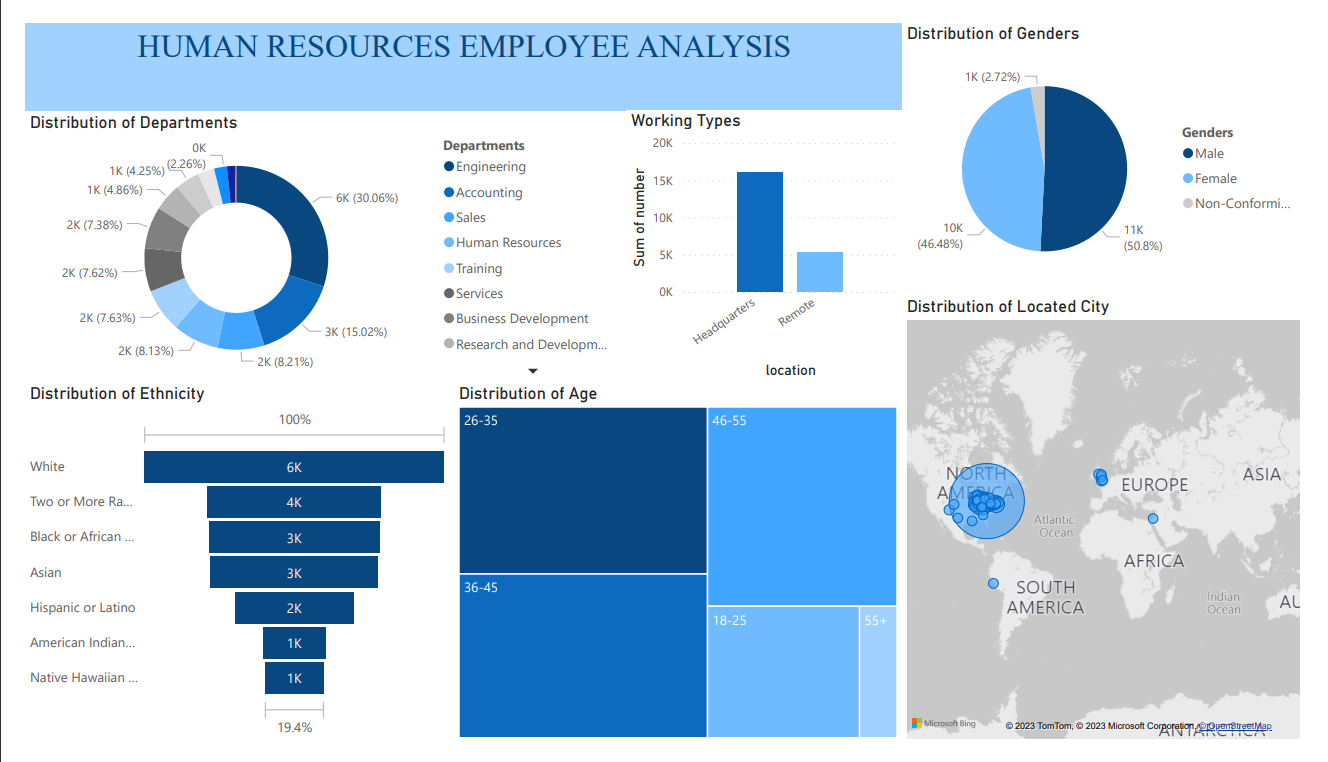 HUMAN RESOURCES EMPLOYEE ANALYSIS
Distribution of Genders
1K (2.72%)
10K
(46.48%)
11K
(50.8%)
Genders
Male
Female
Non-Conformi...
Distribution of Departments
0K
(2.26%)
1K (4.25%)
1K (4.86%)
2K (7.38%)
2K (7.62%)
2K (7.63%)
2K (8.13%)
2K (8.21%)
3K (15.02%)
6K (30.06%)
Departments
Engineering
Accounting
Sales
Human Resources
Training
Services
Business Development
Research and Developm...
Working Types
Sum of number
20K
15K
10K
5K
0K
Headquarters
Remote
location
Distribution of Located City
NORTH
AMERICA
EUROPE
ASIA
Atlantic
Ocean
AFRICA
SOUTH
AMERICA
Indian
Ocean
AU
ANTARCTICA
Microsoft Bing
© 2023 TomTom, © 2023 Microsoft Corporation, © OpenStreetMap
Distribution of Ethnicity
100%
White
6K
Two or More Ra...
4K
Black or African ...
3K
Asian
3K
Hispanic or Latino
2K
American Indian...
1K
Native Hawaiian ...
1K
19.4%
Distribution of Age
26-35
36-45
46-55
18-25
55+